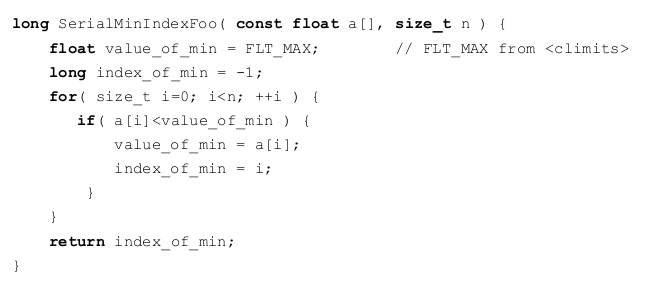 long SerialMinIndexFoo( const float a[], size_t n ) {
    float value_of_min = FLT_MAX;        // FLT_MAX from <climits>
    long index_of_min = -1;
    for( size_t i=0; i<n; ++i ) {
       if( a[i]<value_of_min ) {
           value_of_min = a[i];
           index_of_min = i;
        }
    }
    return index_of_min;
}